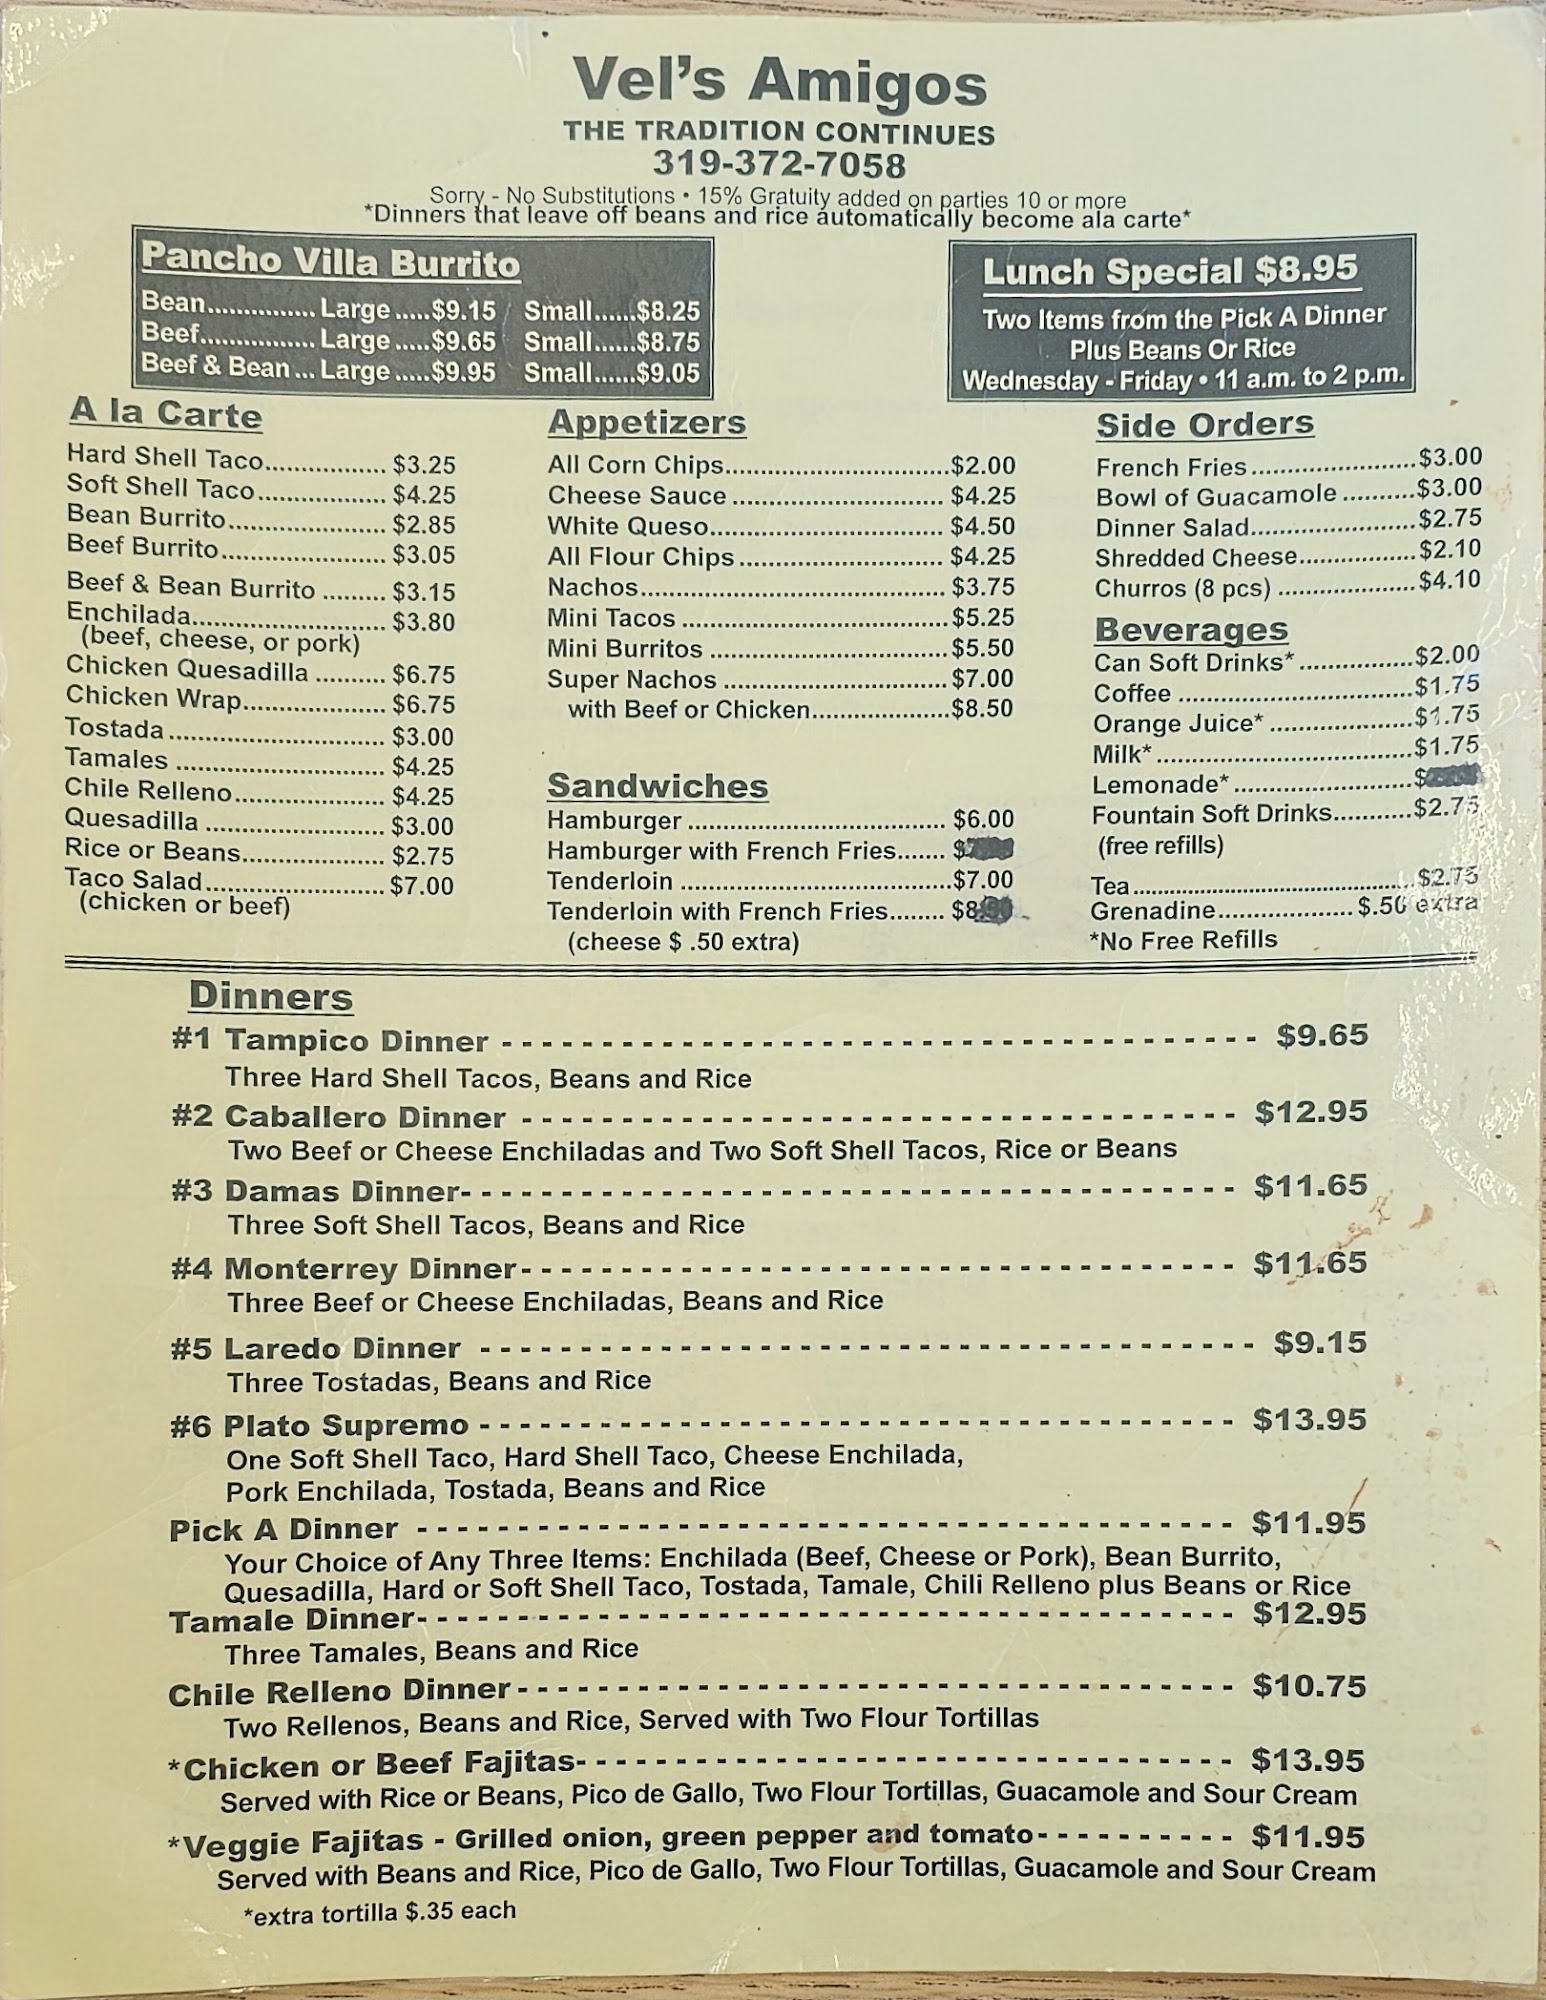 Vel's Amigos
THE TRADITION CONTINUES
319-372-7058
Sorry - No Substitutions • 15% Gratuity added on parties 10 or more
*Dinners that leave off beans and rice automatically become ala carte*
Pancho Villa Burrito
Bean............... Large .....$9.15 Small......$8.25
Beef................ Large .....$9.65 Small......$8.75
Beef & Bean ... Large .....$9.95 Small......$9.05
Lunch Special $8.95
Two Items from the Pick A Dinner
Plus Beans Or Rice
Wednesday - Friday • 11 a.m. to 2 p.m.
A la Carte
Hard Shell Taco................. $3.25
Soft Shell Taco.................. $4.25
Bean Burrito...................... $2.85
Beef Burrito....................... $3.05
Beef & Bean Burrito ......... $3.15
Enchilada........................... $3.80
(beef, cheese, or pork)
Chicken Quesadilla .......... $6.75
Chicken Wrap.................... $6.75
Tostada .............................. $3.00
Tamales ............................. $4.25
Chile Relleno..................... $4.25
Quesadilla ......................... $3.00
Rice or Beans.................... $2.75
Taco Salad......................... $7.00
(chicken or beef)
Appetizers
All Corn Chips...............................$2.00
Cheese Sauce ............................. $4.25
White Queso................................ $4.50
All Flour Chips ............................ $4.25
Nachos.......................................... $3.75
Mini Tacos .....................................$5.25
Mini Burritos .................................$5.50
Super Nachos ...............................$7.00
with Beef or Chicken...................$8.50
Sandwiches
Hamburger ................................... $6.00
Hamburger with French Fries....... $
Tenderloin .....................................$7.00
Tenderloin with French Fries........ $8
(cheese $ .50 extra)
Side Orders
French Fries.......................$3.00
Bowl of Guacamole ..........$3.00
Dinner Salad.......................$2.75
Shredded Cheese...............$2.10
Churros (8 pcs) ...................$4.10
Beverages
Can Soft Drinks* ................$2.00
Coffee .................................$1.75
Orange Juice* ....................$1.75
Milk* ....................................$1.75
Lemonade* .........................$
Fountain Soft Drinks...........$2.75
(free refills)
Tea........................................$2.75
Grenadine.................... $.50 extra
*No Free Refills
Dinners
#1 Tampico Dinner - - - - - - - - - - - - - - - - - - - - $9.65
Three Hard Shell Tacos, Beans and Rice
#2 Caballero Dinner - - - - - - - - - - - - - - - - - - - - $12.95
Two Beef or Cheese Enchiladas and Two Soft Shell Tacos, Rice or Beans
#3 Damas Dinner- - - - - - - - - - - - - - - - - - - - $11.65
Three Soft Shell Tacos, Beans and Rice
#4 Monterrey Dinner- - - - - - - - - - - - - - - - - - - - $11.65
Three Beef or Cheese Enchiladas, Beans and Rice
#5 Laredo Dinner - - - - - - - - - - - - - - - - - - - - $9.15
Three Tostadas, Beans and Rice
#6 Plato Supremo - - - - - - - - - - - - - - - - - - - - $13.95
One Soft Shell Taco, Hard Shell Taco, Cheese Enchilada,
Pork Enchilada, Tostada, Beans and Rice
Pick A Dinner - - - - - - - - - - - - - - - - - - - - $11.95
Your Choice of Any Three Items: Enchilada (Beef, Cheese or Pork), Bean Burrito,
Quesadilla, Hard or Soft Shell Taco, Tostada, Tamale, Chili Relleno plus Beans or Rice
Tamale Dinner- - - - - - - - - - - - - - - - - - - - $12.95
Three Tamales, Beans and Rice
Chile Relleno Dinner- - - - - - - - - - - - - - - - - - - - $10.75
Two Rellenos, Beans and Rice, Served with Two Flour Tortillas
*Chicken or Beef Fajitas- - - - - - - - - - - - - - - - - - - - $13.95
Served with Rice or Beans, Pico de Gallo, Two Flour Tortillas, Guacamole and Sour Cream
*Veggie Fajitas - Grilled onion, green pepper and tomato- - - - - - - - - - $11.95
Served with Beans and Rice, Pico de Gallo, Two Flour Tortillas, Guacamole and Sour Cream
*extra tortilla $.35 each